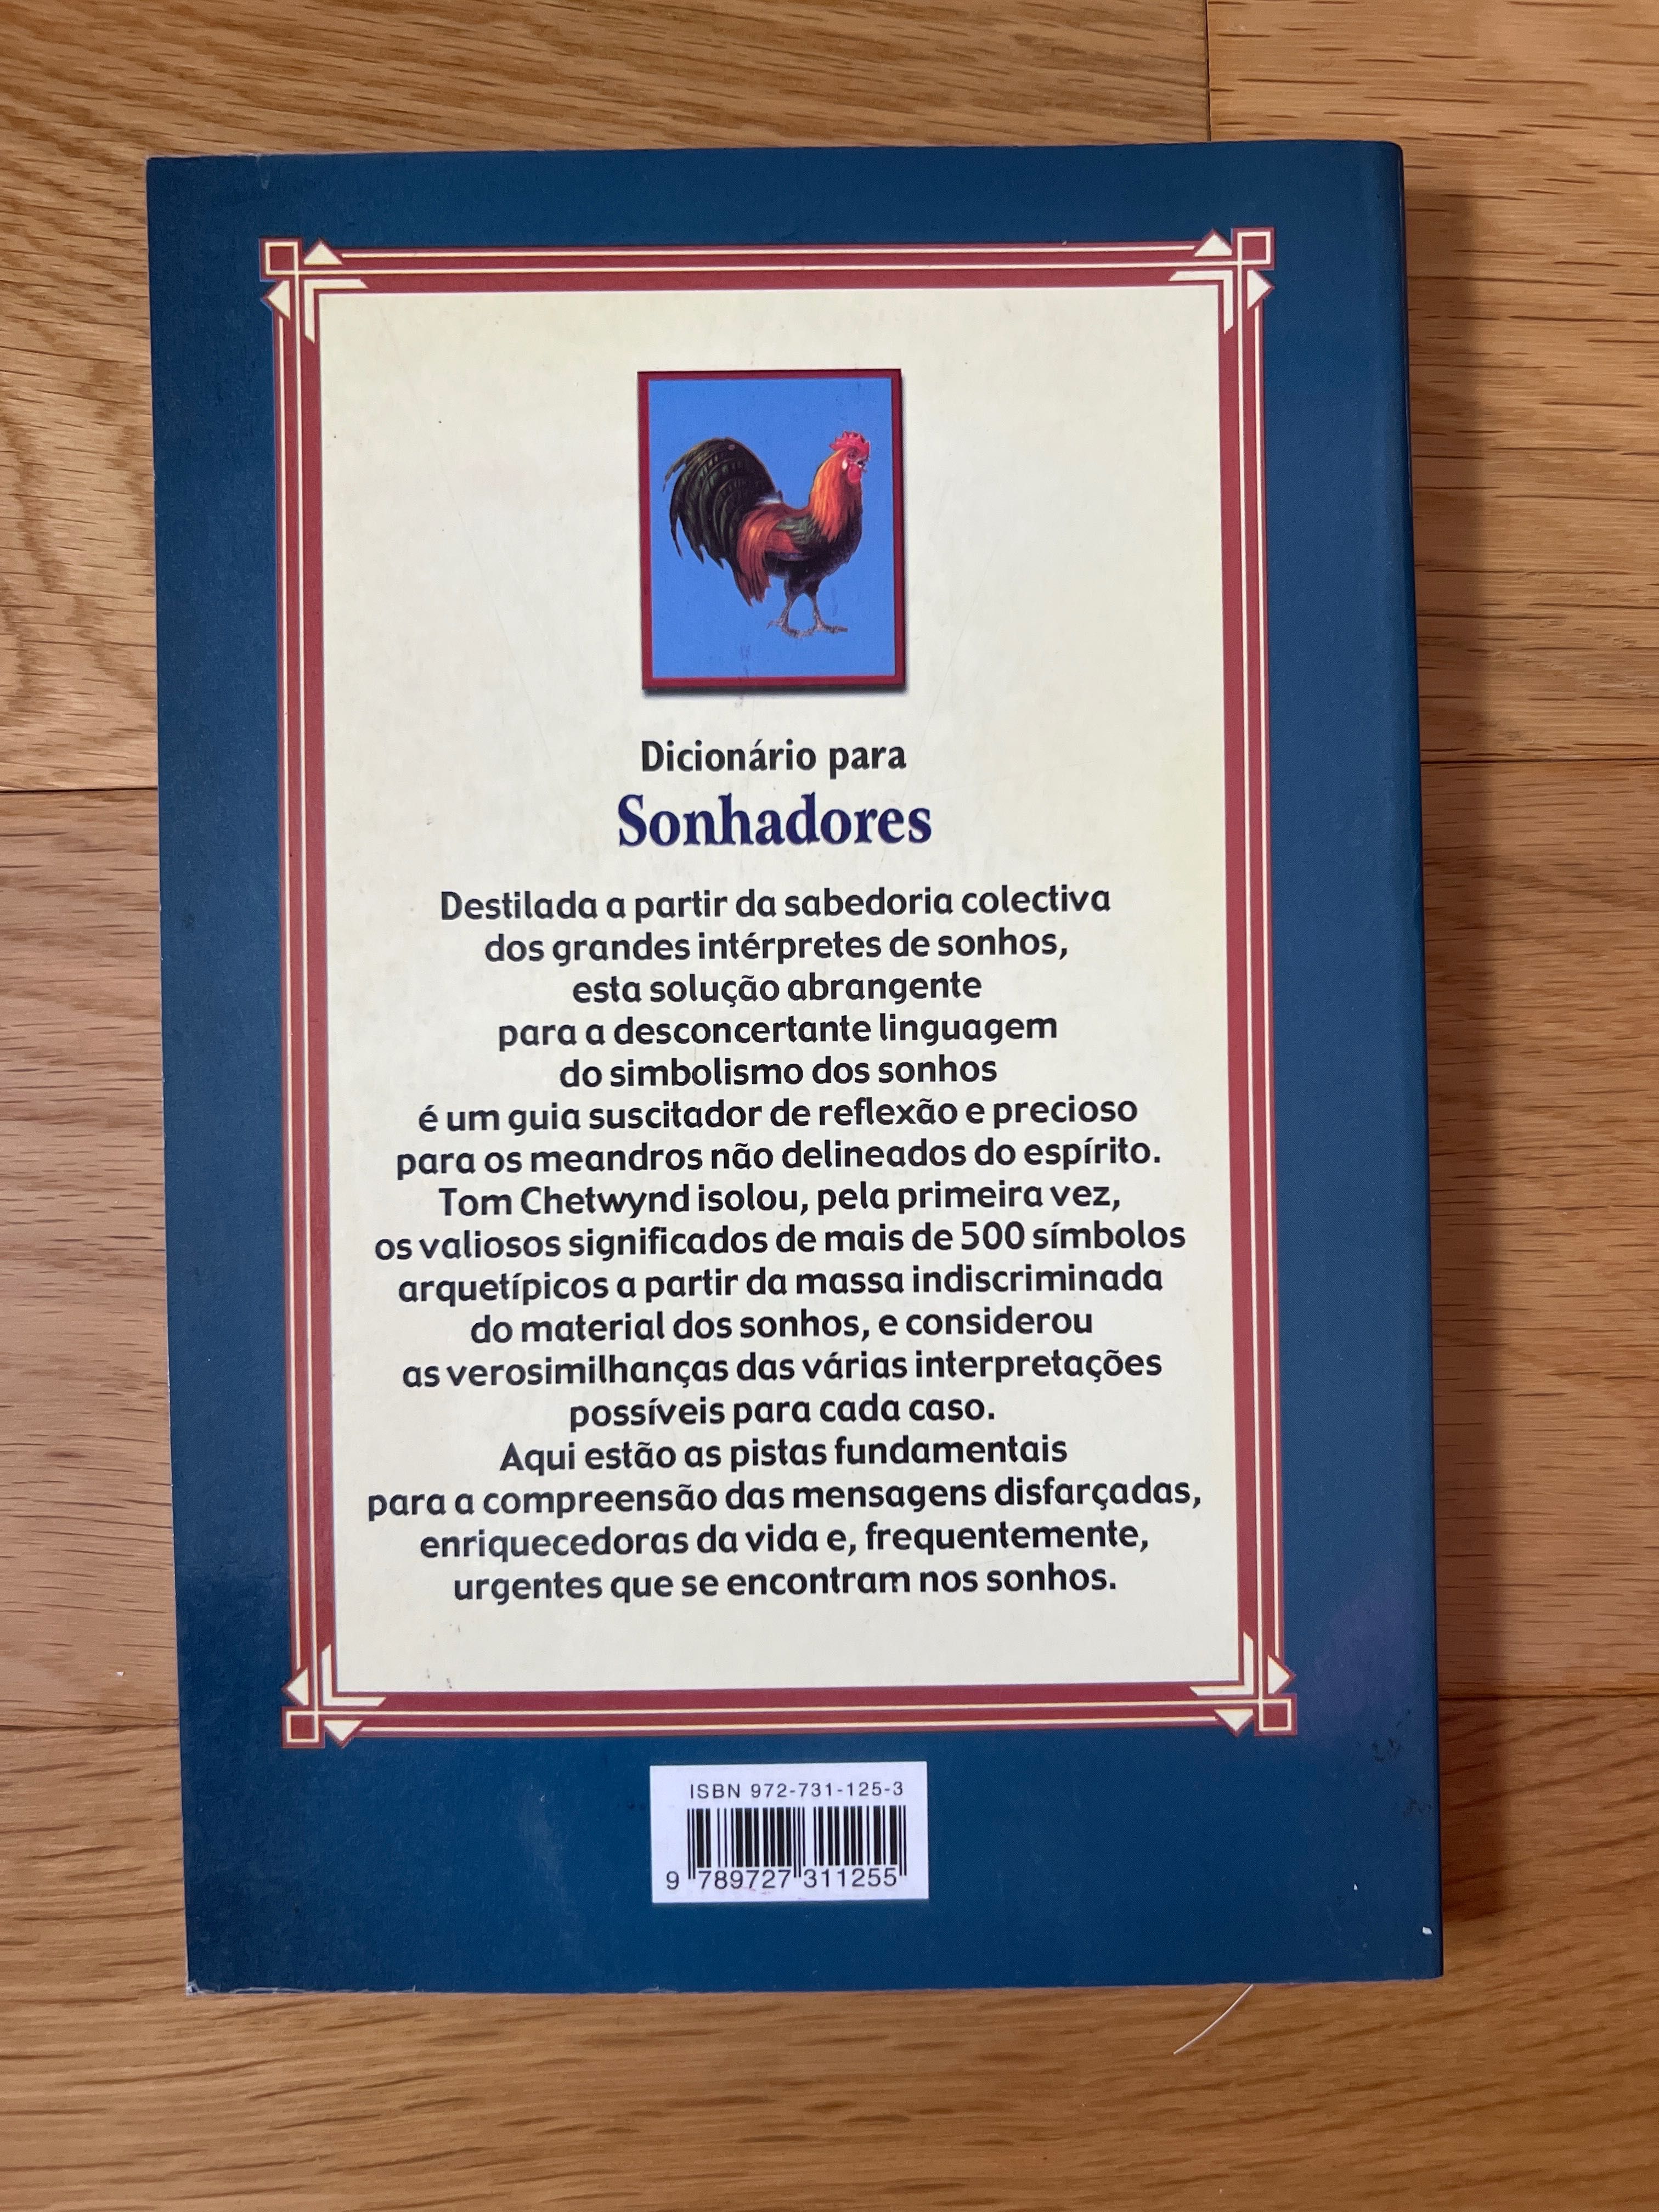 Dicionário para
Sonhadores
Destilada a partir da sabedoria colectiva
dos grandes intérpretes de sonhos,
esta solução abrangente
para a desconcertante linguagem
do simbolismo dos sonhos
é um guia suscitador de reflexão e precioso
para os meandros não delineados do espírito.
Tom Chetwynd isolou, pela primeira vez,
os valiosos significados de mais de 500 símbolos
arquetípicos a partir da massa indiscriminada
do material dos sonhos, e considerou
as verosimilhanças das várias interpretações
possíveis para cada caso.
Aqui estão as pistas fundamentais
para a compreensão das mensagens disfarçadas,
enriquecedoras da vida e, frequentemente,
urgentes que se encontram nos sonhos.
ISBN 972-731-125-3
9 789727 311255